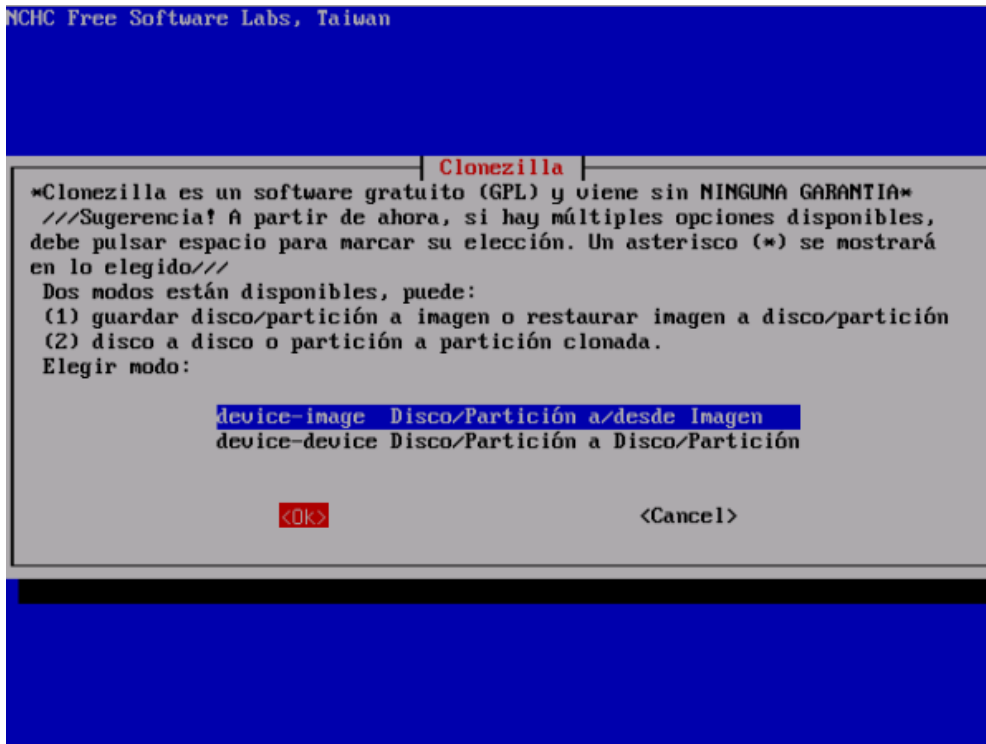 NCHC Free Software Labs, Taiwan
Clonezilla
*Clonezilla es un software gratuito (GPL) y viene sin NINGUNA GARANTIA*
///Sugerencia! A partir de ahora, si hay múltiples opciones disponibles,
debe pulsar espacio para marcar su elección. Un asterisco (*) se mostrará
en lo elegido///
Dos modos están disponibles, puede:
(1) guardar disco/partición a imagen o restaurar imagen a disco/partición
(2) disco a disco o partición a partición clonada.
Elegir modo:
device-image Disco/Partición a/desde Imagen
device-device Disco/Partición a Disco/Partición
<Ok> <Cancel>